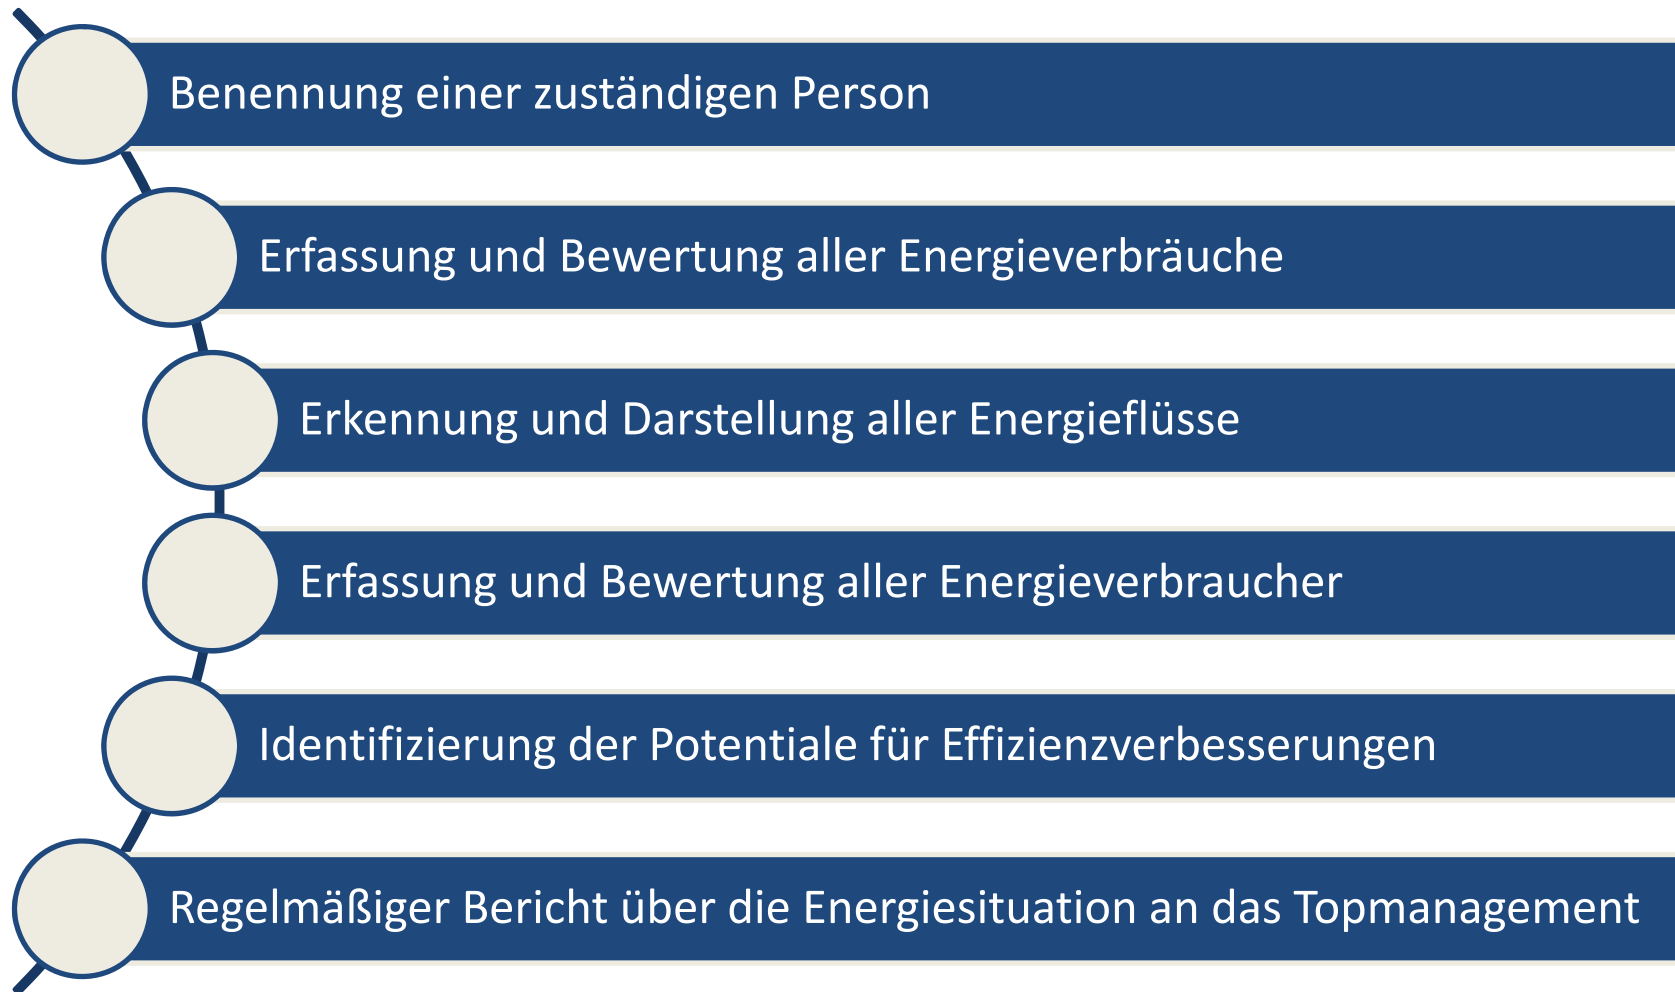 Benennung einer zuständigen Person
Erfassung und Bewertung aller Energieverbräuche
Erkennung und Darstellung aller Energieflüsse
Erfassung und Bewertung aller Energieverbraucher
Identifizierung der Potentiale für Effizienzverbesserungen
Regelmäßiger Bericht über die Energiesituation an das Topmanagement